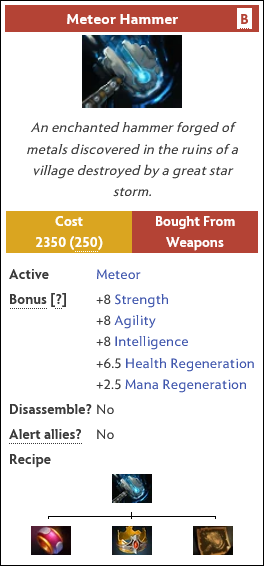 Meteor Hammer B
An enchanted hammer forged of
metals discovered in the ruins of a
village destroyed by a great star
storm.
Cost
2350 (250)
Bought From
Weapons
Active Meteor
Bonus [?] +8 Strength
+8 Agility
+8 Intelligence
+6.5 Health Regeneration
+2.5 Mana Regeneration
Disassemble? No
Alert allies? No
Recipe